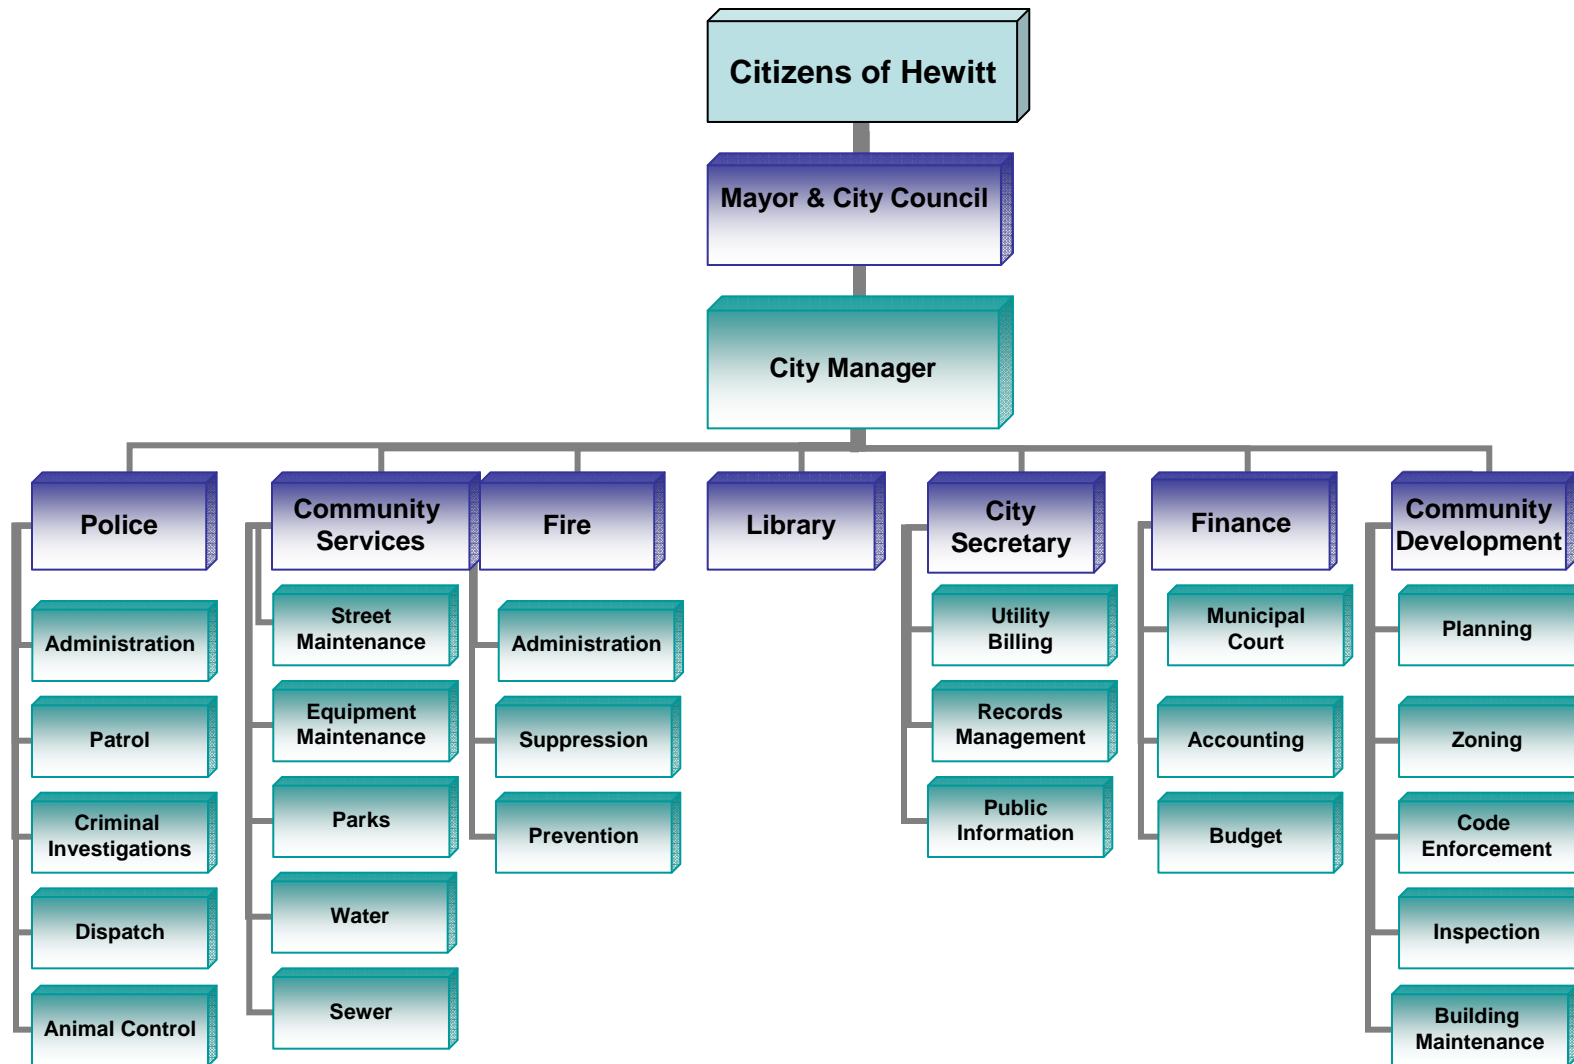 Citizens of Hewitt
Mayor & City Council
City Manager
Police
Community
Services
Fire
Library
City
Secretary
Finance
Community
Development
Administration
Patrol
Criminal
Investigations
Dispatch
Animal Control
Street
Maintenance
Equipment
Maintenance
Parks
Water
Sewer
Administration
Suppression
Prevention
Utility
Billing
Records
Management
Public
Information
Municipal
Court
Accounting
Budget
Planning
Zoning
Code
Enforcement
Inspection
Building
Maintenance